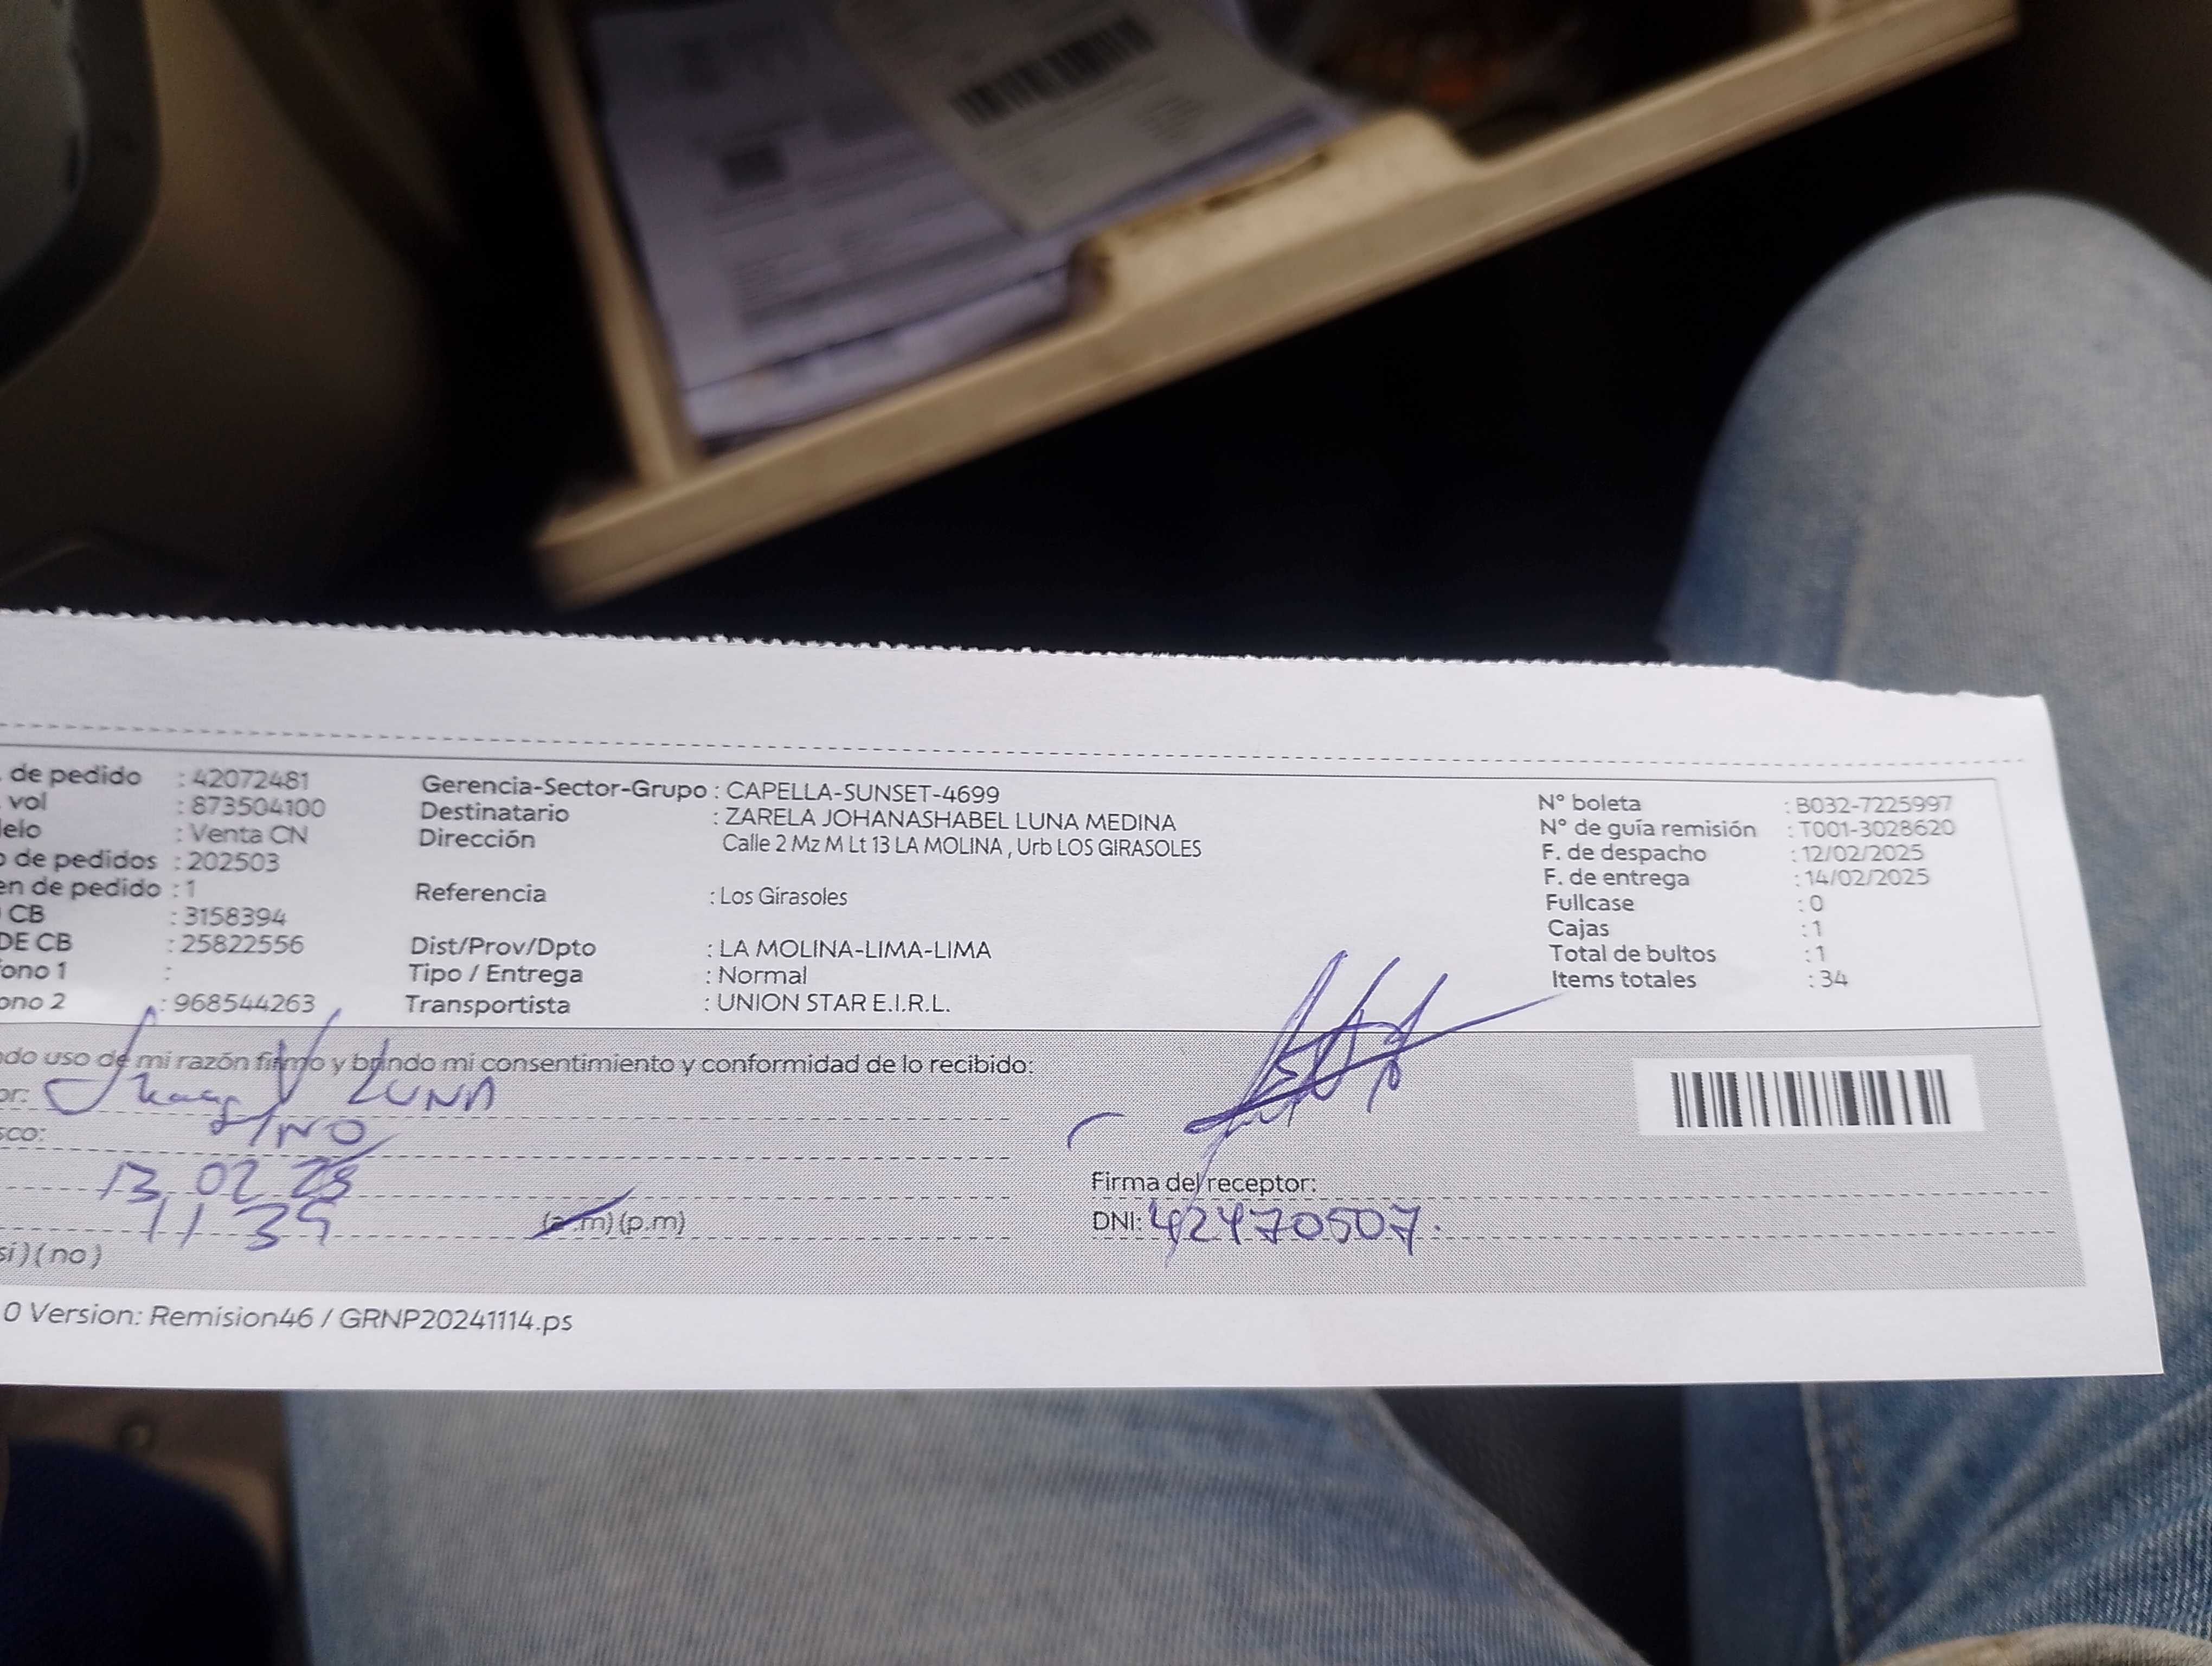 de pedido : 42072481
vol : 873504100
delo : Venta CN
o de pedidos : 202503
en de pedido : 1
CB : 3158394
DE CB : 25822556
fono 1 :
ono 2 : 968544263
Gerencia-Sector-Grupo : CAPELLA-SUNSET-4699
Destinatario : ZARELA JOHANASHABEL LUNA MEDINA
Dirección Calle 2 Mz M Lt 13 LA MOLINA , Urb LOS GIRASOLES
Referencia : Los Girasoles
Dist/Prov/Dpto : LA MOLINA-LIMA-LIMA
Tipo / Entrega : Normal
Transportista : UNION STAR E.I.R.L.
N° boleta : B032-7225997
N° de guía remisión : T001-3028620
F. de despacho : 12/02/2025
F. de entrega : 14/02/2025
Fullcase : 0
Cajas : 1
Total de bultos : 1
Items totales : 34
do uso de mi razón firmo y brindo mi consentimiento y conformidad de lo recibido:
or: LUNA
sco:
13 02 25
11 35 (a.m) (p.m)
sí) ( no )
Firma del receptor:
DNI: 42470507.
0 Version: Remision46 / GRNP20241114.ps